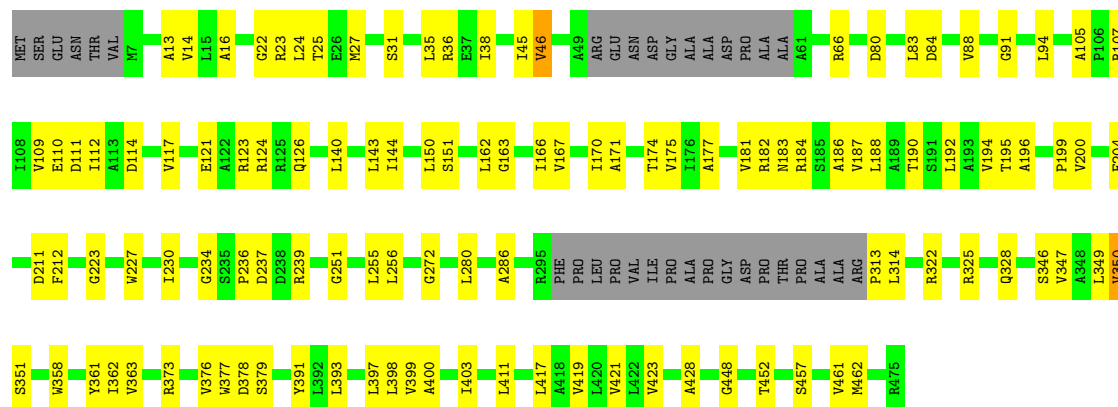 MET SER GLU ASN THR VAL M7 A13 V14 L15 A16 G22 R23 L24 T25 E26 M27 S31 L35 R36 E37 I38 I45 V46 A49 ARG GLU ASN ASP GLY ALA ALA ASP PRO ALA ALA A61 R66 D80 L83 D84 V88 G91 L94 A105 P106
I108 V109 E110 D111 I112 A113 D114 V117 E121 A122 R123 R124 R125 Q126 L140 L143 I144 L150 S151 L162 G163 I166 V167 I170 A171 T174 V175 I176 A177 V181 R182 N183 R184 S185 A186 V187 L188 A189 T190 S191 L192 A193 V194 T195 A196 P199 V200
D211 F212 G223 W227 I230 G234 S235 P236 D237 D238 R239 G251 L255 L256 G272 L280 A286 R295 PHE PRO LEU PRO VAL ILE PRO ALA PRO GLY ASP PRO THR PRO ALA ALA ARG P313 L314 R322 R325 Q328 S346 V347 A348 L349
S351 W358 Y361 I362 V363 R373 V376 W377 D378 S379 Y391 L392 L393 L397 L398 V399 A400 I403 L411 L417 A418 V419 L420 V421 L422 V423 A428 G448 T452 S457 V461 M462 R475